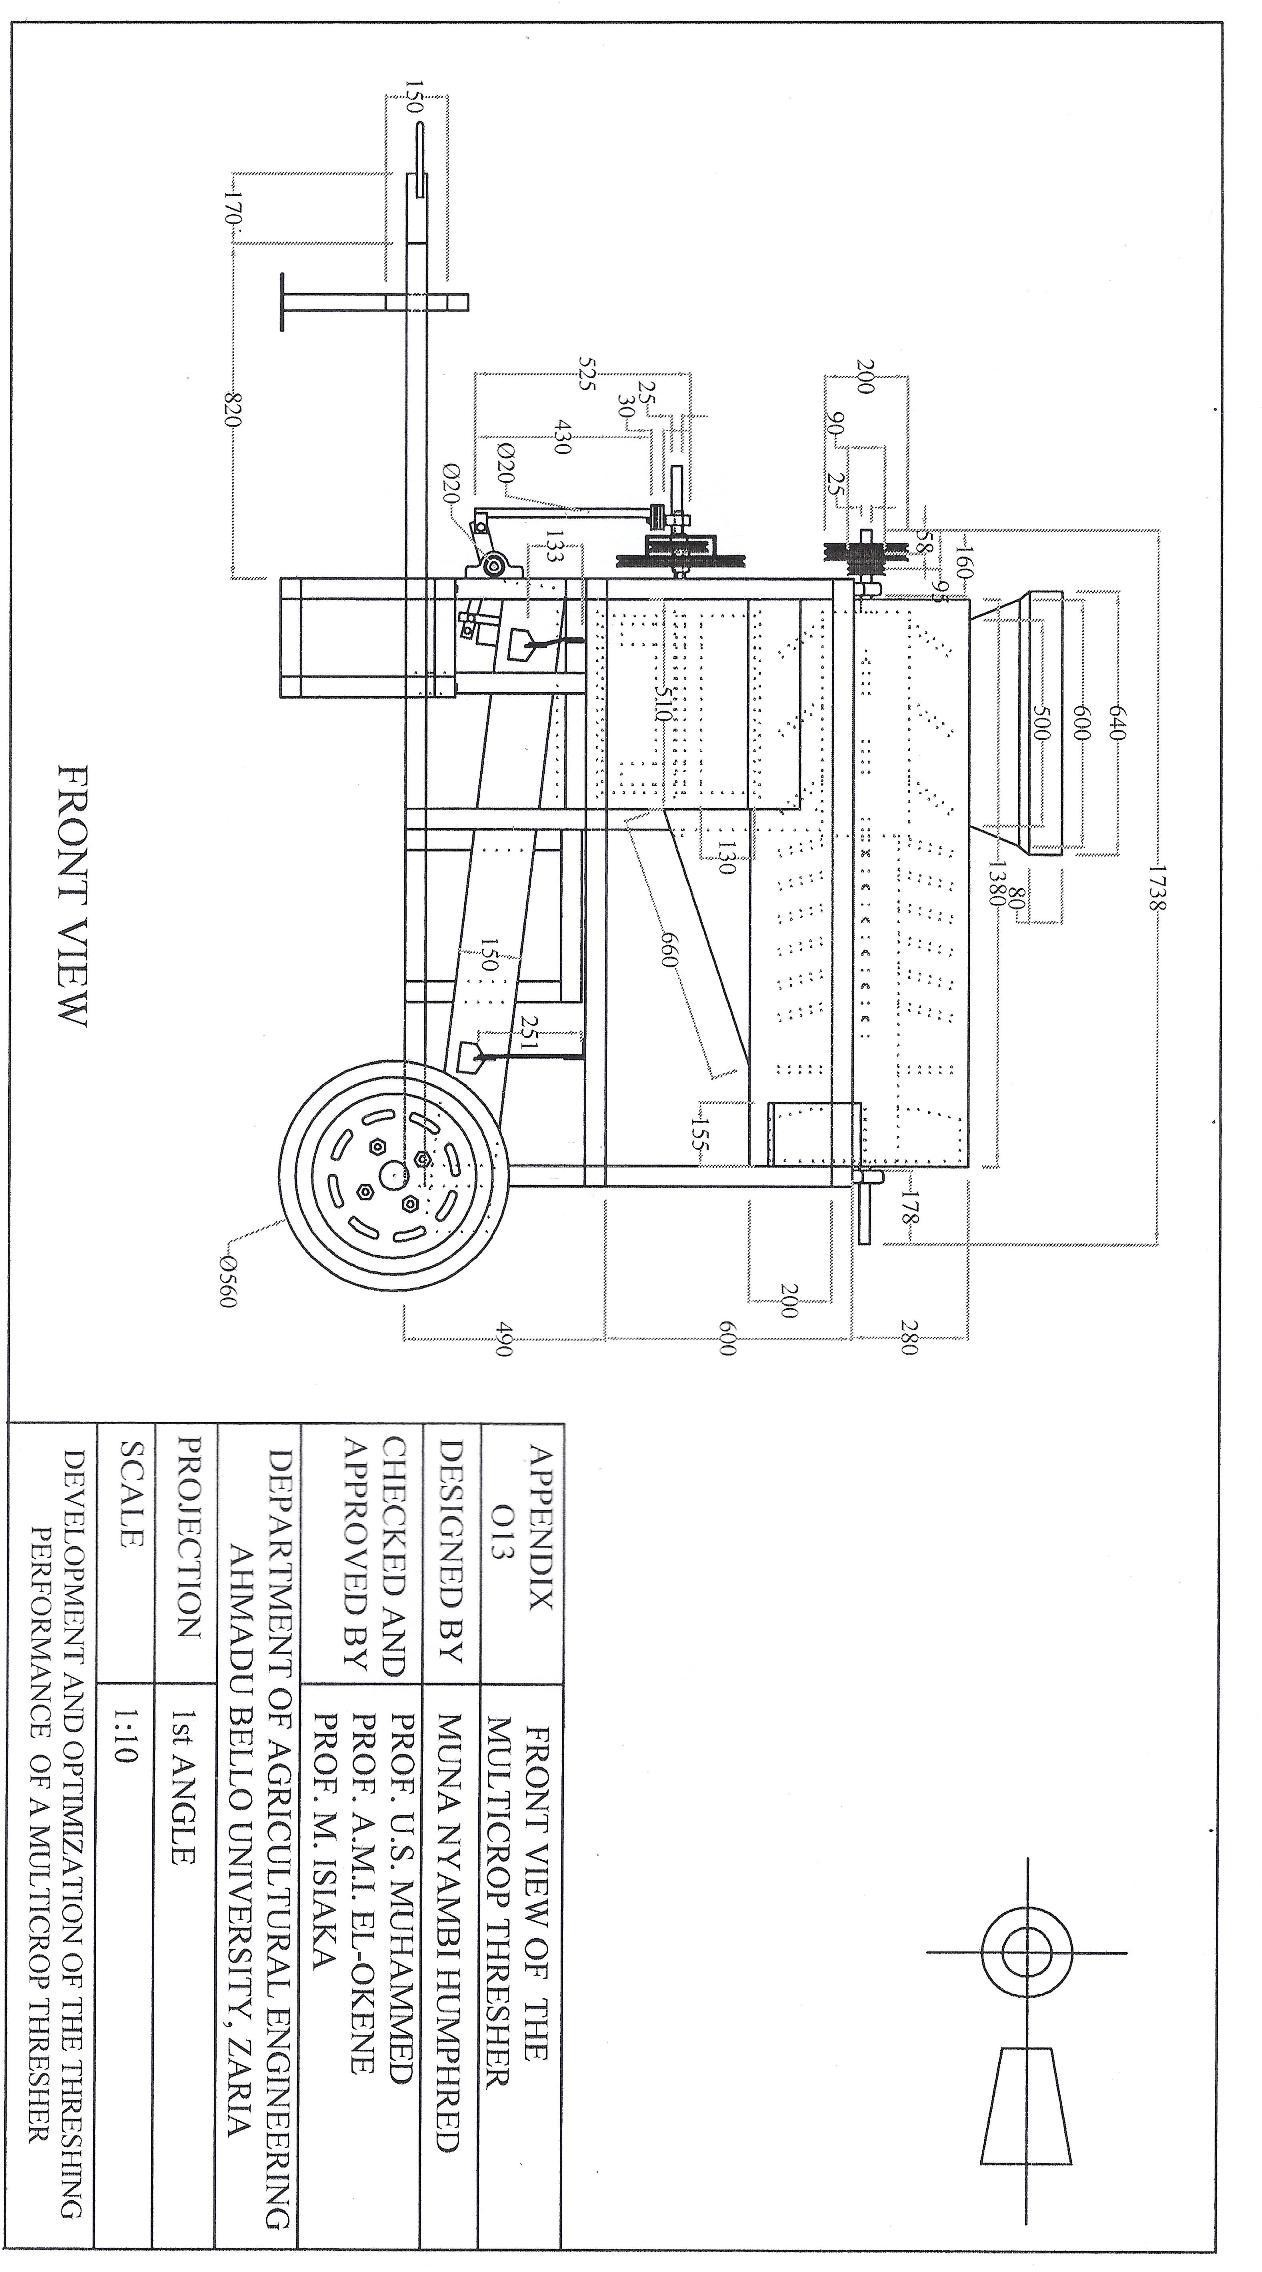 640
600
500
80
1738
1380
160
95
58
200
90
25
525
25
30
430
Ø20
Ø20
133
510
130
660
155
178
200
280
600
490
150
251
Ø560
150
170
820
FRONT VIEW
APPENDIX
O13
FRONT VIEW OF THE
MULTICROP THRESHER
DESIGNED BY
MUNA NYAMBI HUMPHRED
CHECKED AND
APPROVED BY
PROF. U.S. MUHAMMED
PROF. A.M.I. EL-OKENE
PROF. M. ISIAKA
DEPARTMENT OF AGRICULTURAL ENGINEERING
AHMADU BELLO UNIVERSITY, ZARIA
PROJECTION
1st ANGLE
SCALE
1:10
DEVELOPMENT AND OPTIMIZATION OF THE THRESHING
PERFORMANCE OF A MULTICROP THRESHER